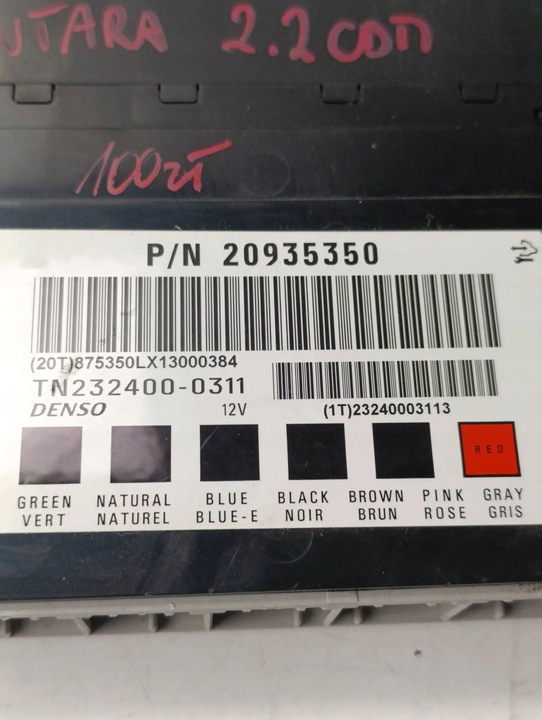 2.2 CDTI
100zł
P/N 20935350
(20T)875350LX13000384
TN232400-0311
DENSO 12V (1T)23240003113
RED
GREEN NATURAL BLUE BLACK BROWN PINK GRAY
VERT NATUREL BLUE-E NOIR BRUN ROSE GRIS